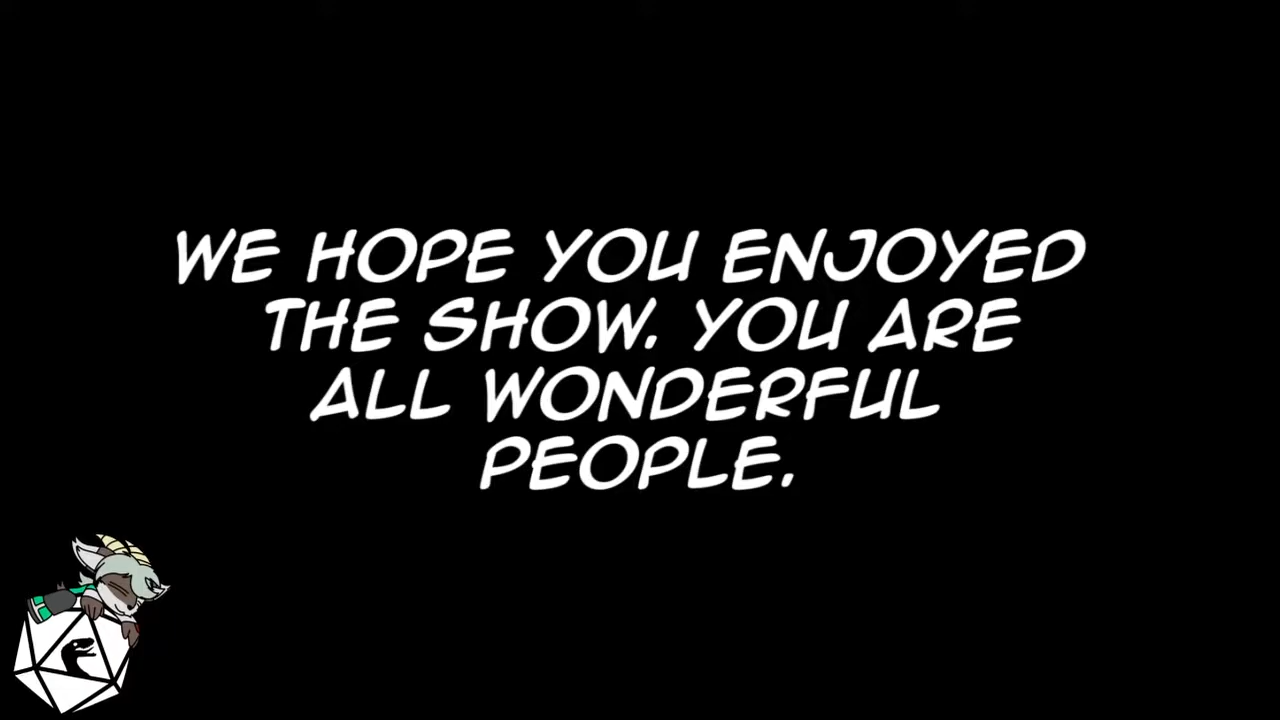 WE HOPE YOU ENJOYED
THE SHOW. YOU ARE
ALL WONDERFUL
PEOPLE.